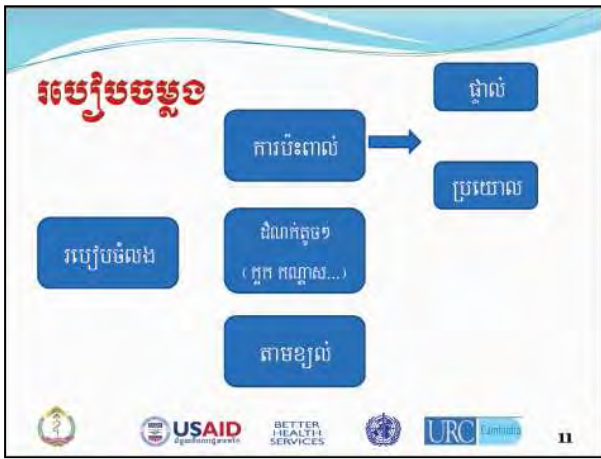 របៀបចម្លង
ផ្ទាល់
ការប៉ះពាល់
ប្រយោល
របៀបចំលង
ដំណក់តូចៗ
( ក្អក កណ្តាស...)
តាមខ្យល់
USAID
BETTER
HEALTH
SERVICES
URC Cambodia
11